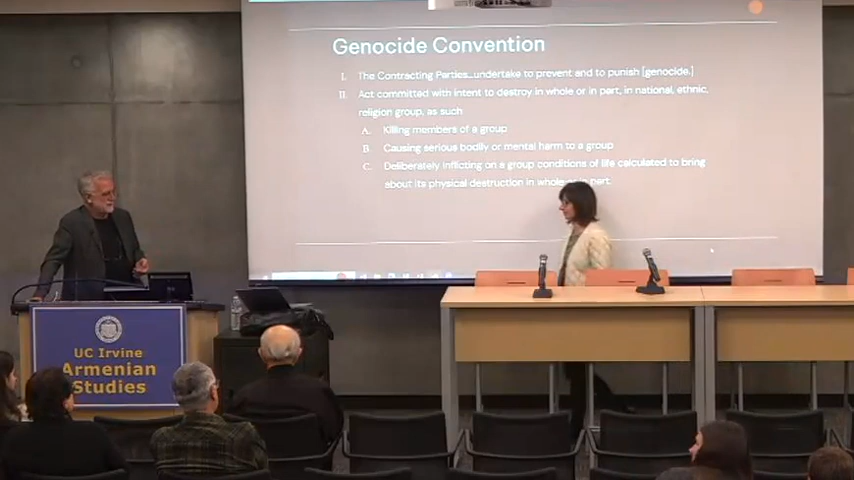 Genocide Convention
I. The Contracting Parties...undertake to prevent and to punish [genocide.]
II. Act committed with intent to destroy, in whole or in part, in national, ethnic,
religion group, as such
A. Killing members of a group
B. Causing serious bodily or mental harm to a group
C. Deliberately inflicting on a group conditions of life calculated to bring
about its physical destruction in whole or in part.
UC Irvine
Armenian
Studies